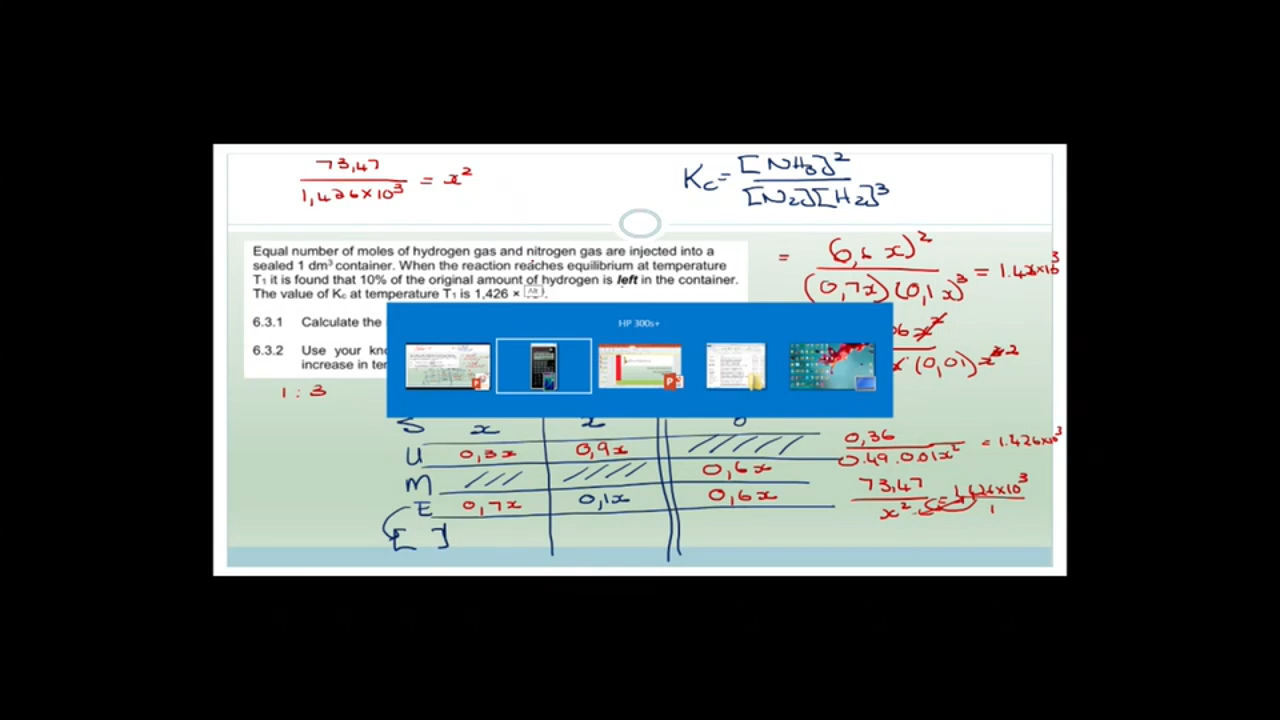 73,47
1,426×10³ = x²
Kc = [NH3]²
[N2][H2]³
Equal number of moles of hydrogen gas and nitrogen gas are injected into a
sealed 1 dm³ container. When the reaction reaches equilibrium at temperature
T₁ it is found that 10% of the original amount of hydrogen is left in the container.
The value of Kc at temperature T₁ is 1,426 ×
= (0,6x)²
(0,7x)(0,1x)³ = 1.426×10³
6.3.1 Calculate the
6.3.2 Use your
increase in
HP 300s+
(0,01)x
1 : 3
S x x 0
U 0,3x 0,9x
M 0,6x
E 0,7x 0,1x 0,6x
[ ]
0,36
0.49.0.01x² = 1.426×10³
73,47 = 1,426×10³
x² 1